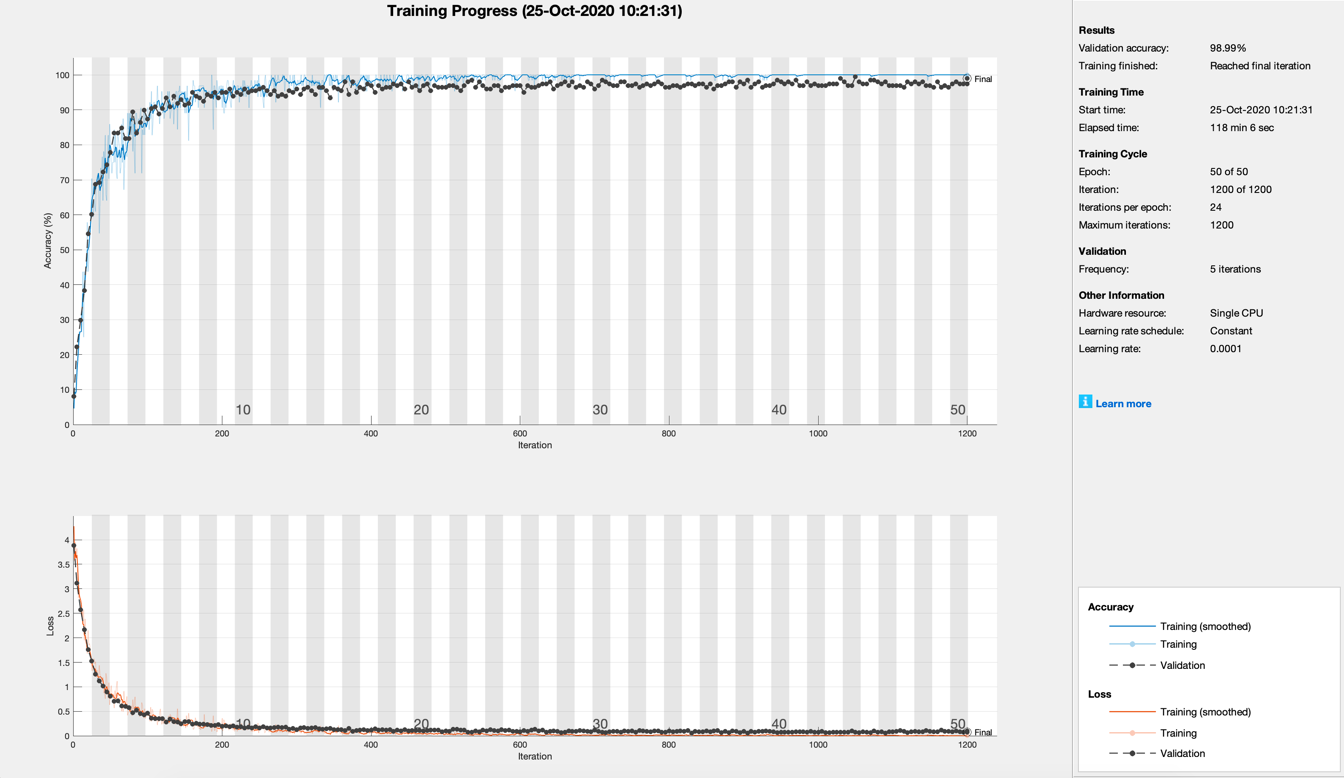 Training Progress (25-Oct-2020 10:21:31)
100
90
80
70
60
50
40
30
20
10
0
Accuracy (%)
Final
10 20 30 40 50
0 200 400 600 800 1000 1200
Iteration
4
3.5
3
2.5
2
1.5
1
0.5
0
Loss
Final
10 20 30 40 50
0 200 400 600 800 1000 1200
Iteration
Results
Validation accuracy: 98.99%
Training finished: Reached final iteration
Training Time
Start time: 25-Oct-2020 10:21:31
Elapsed time: 118 min 6 sec
Training Cycle
Epoch: 50 of 50
Iteration: 1200 of 1200
Iterations per epoch: 24
Maximum iterations: 1200
Validation
Frequency: 5 iterations
Other Information
Hardware resource: Single CPU
Learning rate schedule: Constant
Learning rate: 0.0001
i Learn more
Accuracy
Training (smoothed)
Training
Validation
Loss
Training (smoothed)
Training
Validation